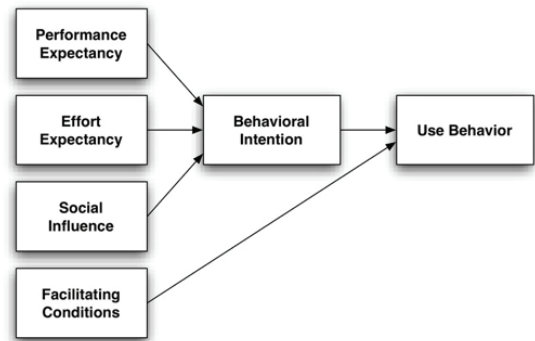 Performance
Expectancy
Effort
Expectancy
Behavioral
Intention
Use Behavior
Social
Influence
Facilitating
Conditions